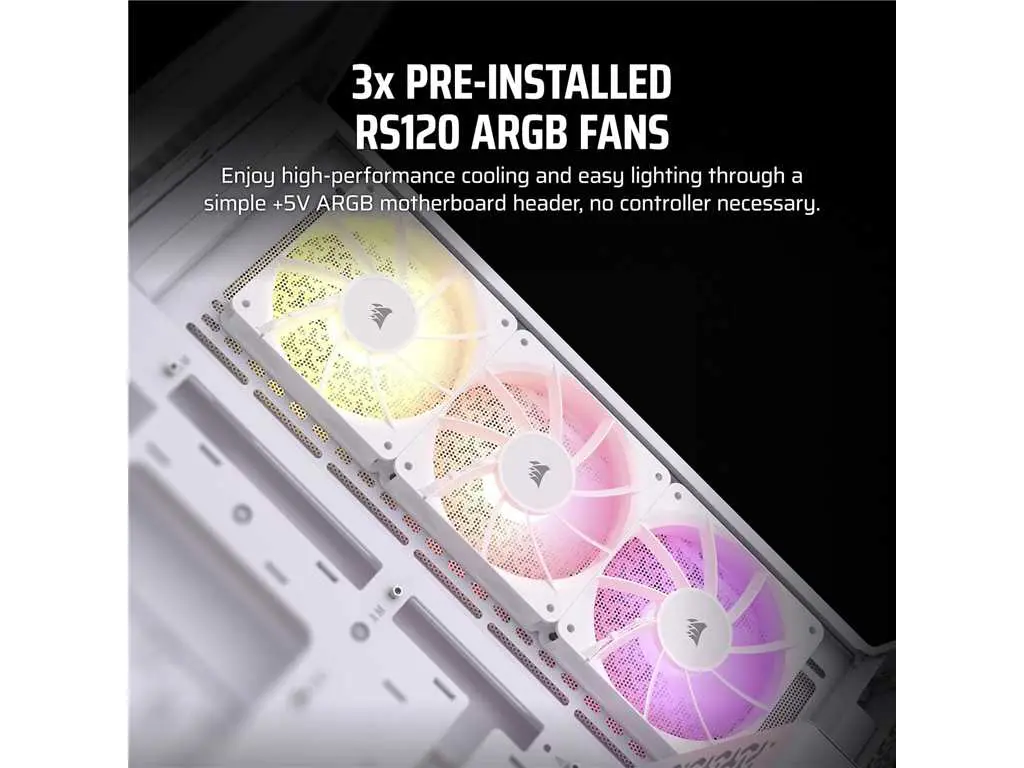 3x PRE-INSTALLED
RS120 ARGB FANS
Enjoy high-performance cooling and easy lighting through a
simple +5V ARGB motherboard header, no controller necessary.